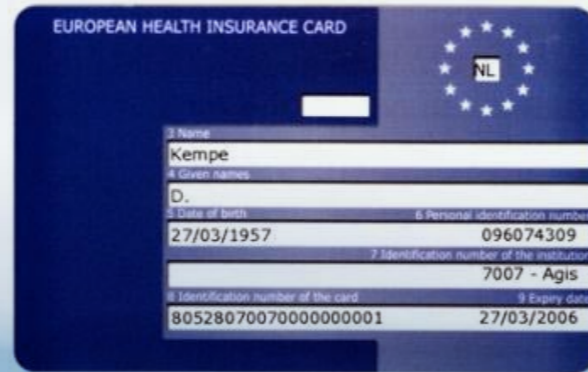 EUROPEAN HEALTH INSURANCE CARD
NL
3 Name
Kempe
4 Given names
D.
5 Date of birth 6 Personal identification number
27/03/1957 096074309
7 Identification number of the institution
7007 - Agis
8 Identification number of the card 9 Expiry date
80528070070000000001 27/03/2006